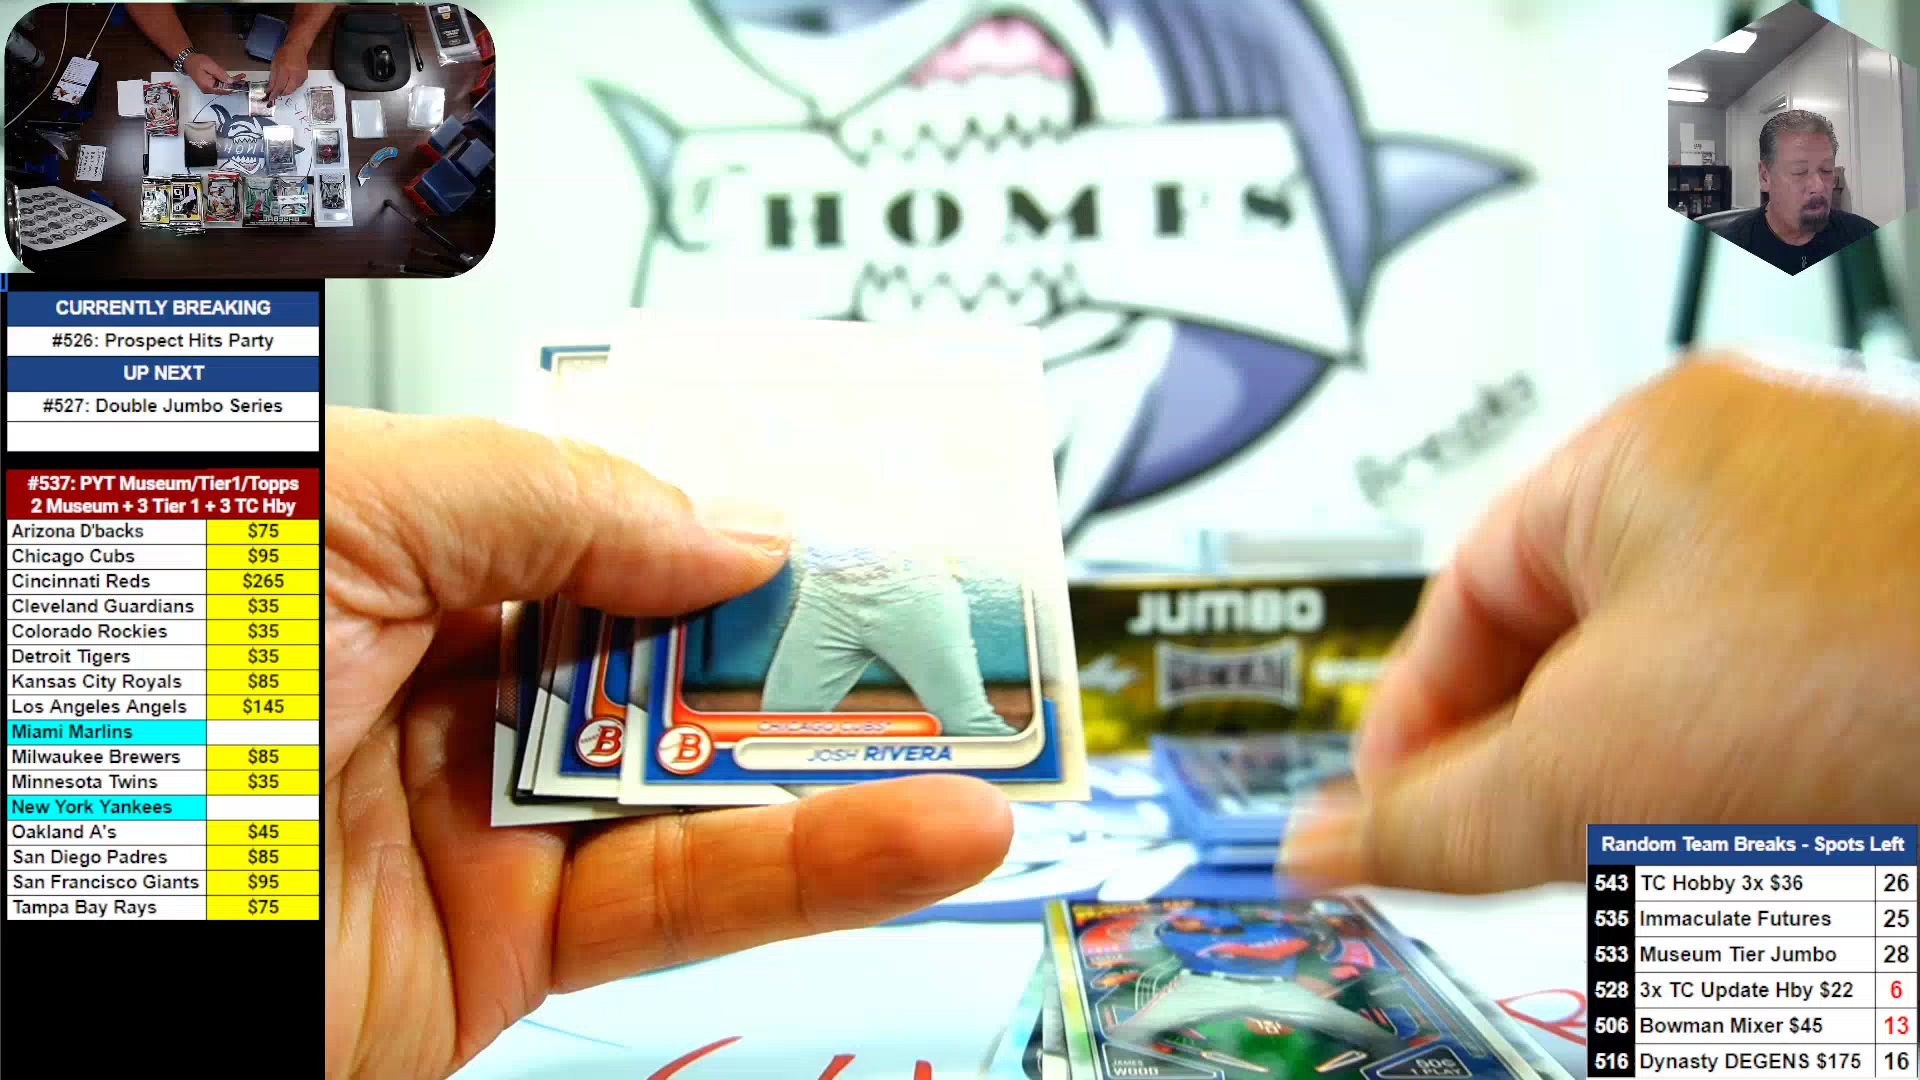 CURRENTLY BREAKING
#526: Prospect Hits Party
UP NEXT
#527: Double Jumbo Series
#537: PYT Museum/Tier1/Topps
2 Museum + 3 Tier 1 + 3 TC Hby
Arizona D'backs $75
Chicago Cubs $95
Cincinnati Reds $265
Cleveland Guardians $35
Colorado Rockies $35
Detroit Tigers $35
Kansas City Royals $85
Los Angeles Angels $145
Miami Marlins
Milwaukee Brewers $85
Minnesota Twins $35
New York Yankees
Oakland A's $45
San Diego Padres $85
San Francisco Giants $95
Tampa Bay Rays $75
CHOMPS
Breaks
JUMBO
B
B
CHICAGO CUBS
JOSH RIVERA
JAMES
WOOD
Random Team Breaks - Spots Left
543 TC Hobby 3x $36 26
535 Immaculate Futures 25
533 Museum Tier Jumbo 28
528 3x TC Update Hby $22 6
506 Bowman Mixer $45 13
516 Dynasty DEGENS $175 16